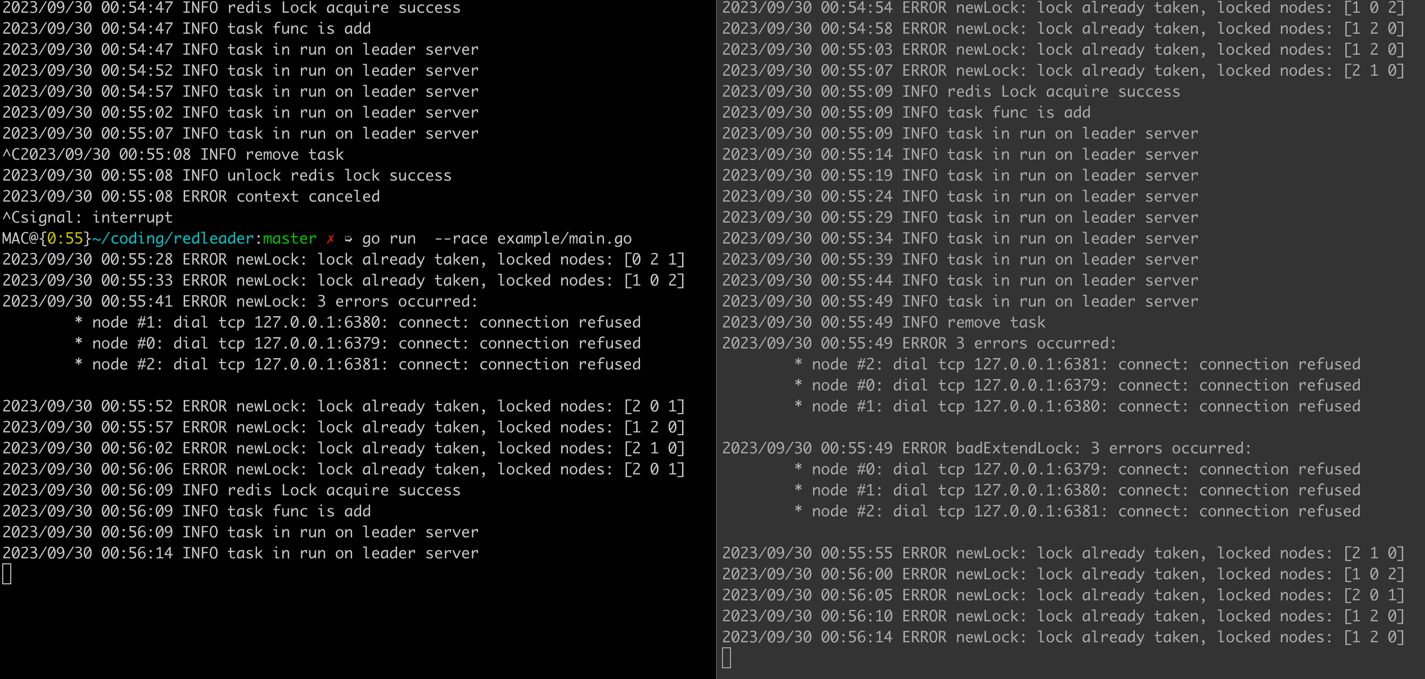 2023/09/30 00:54:47 INFO redis Lock acquire success
2023/09/30 00:54:47 INFO task func is add
2023/09/30 00:54:47 INFO task in run on leader server
2023/09/30 00:54:52 INFO task in run on leader server
2023/09/30 00:54:57 INFO task in run on leader server
2023/09/30 00:55:02 INFO task in run on leader server
2023/09/30 00:55:07 INFO task in run on leader server
^C2023/09/30 00:55:08 INFO remove task
2023/09/30 00:55:08 INFO unlock redis lock success
2023/09/30 00:55:08 ERROR context canceled
^Csignal: interrupt
MAC@{0:55}~/coding/redleader:master ✗ ➭ go run  --race example/main.go
2023/09/30 00:55:28 ERROR newLock: lock already taken, locked nodes: [0 2 1]
2023/09/30 00:55:33 ERROR newLock: lock already taken, locked nodes: [1 0 2]
2023/09/30 00:55:41 ERROR newLock: 3 errors occurred:
* node #1: dial tcp 127.0.0.1:6380: connect: connection refused
* node #0: dial tcp 127.0.0.1:6379: connect: connection refused
* node #2: dial tcp 127.0.0.1:6381: connect: connection refused
2023/09/30 00:55:52 ERROR newLock: lock already taken, locked nodes: [2 0 1]
2023/09/30 00:55:57 ERROR newLock: lock already taken, locked nodes: [1 2 0]
2023/09/30 00:56:02 ERROR newLock: lock already taken, locked nodes: [2 1 0]
2023/09/30 00:56:06 ERROR newLock: lock already taken, locked nodes: [2 0 1]
2023/09/30 00:56:09 INFO redis Lock acquire success
2023/09/30 00:56:09 INFO task func is add
2023/09/30 00:56:09 INFO task in run on leader server
2023/09/30 00:56:14 INFO task in run on leader server
2023/09/30 00:54:54 ERROR newLock: lock already taken, locked nodes: [1 0 2]
2023/09/30 00:54:58 ERROR newLock: lock already taken, locked nodes: [1 2 0]
2023/09/30 00:55:03 ERROR newLock: lock already taken, locked nodes: [1 2 0]
2023/09/30 00:55:07 ERROR newLock: lock already taken, locked nodes: [2 1 0]
2023/09/30 00:55:09 INFO redis Lock acquire success
2023/09/30 00:55:09 INFO task func is add
2023/09/30 00:55:09 INFO task in run on leader server
2023/09/30 00:55:14 INFO task in run on leader server
2023/09/30 00:55:19 INFO task in run on leader server
2023/09/30 00:55:24 INFO task in run on leader server
2023/09/30 00:55:29 INFO task in run on leader server
2023/09/30 00:55:34 INFO task in run on leader server
2023/09/30 00:55:39 INFO task in run on leader server
2023/09/30 00:55:44 INFO task in run on leader server
2023/09/30 00:55:49 INFO task in run on leader server
2023/09/30 00:55:49 INFO remove task
2023/09/30 00:55:49 ERROR 3 errors occurred:
* node #2: dial tcp 127.0.0.1:6381: connect: connection refused
* node #0: dial tcp 127.0.0.1:6379: connect: connection refused
* node #1: dial tcp 127.0.0.1:6380: connect: connection refused
2023/09/30 00:55:49 ERROR badExtendLock: 3 errors occurred:
* node #0: dial tcp 127.0.0.1:6379: connect: connection refused
* node #1: dial tcp 127.0.0.1:6380: connect: connection refused
* node #2: dial tcp 127.0.0.1:6381: connect: connection refused
2023/09/30 00:55:55 ERROR newLock: lock already taken, locked nodes: [2 1 0]
2023/09/30 00:56:00 ERROR newLock: lock already taken, locked nodes: [1 0 2]
2023/09/30 00:56:05 ERROR newLock: lock already taken, locked nodes: [2 0 1]
2023/09/30 00:56:10 ERROR newLock: lock already taken, locked nodes: [1 2 0]
2023/09/30 00:56:14 ERROR newLock: lock already taken, locked nodes: [1 2 0]